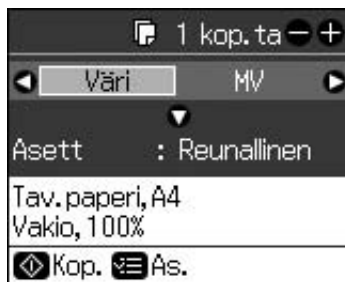 1 kop.ta
Väri MV
Asett : Reunallinen
Tav.paperi,A4
Vakio,100%
Kop. As.